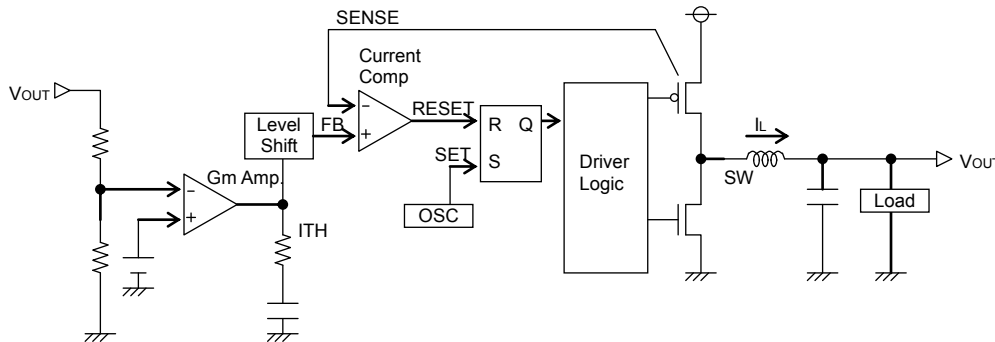 SENSE
Current
Comp
VOUT
−
+
RESET
R Q
S
Level
Shift
FB
SET
Driver
Logic
IL
SW
VOUT
Gm Amp.
−
+
OSC
Load
ITH